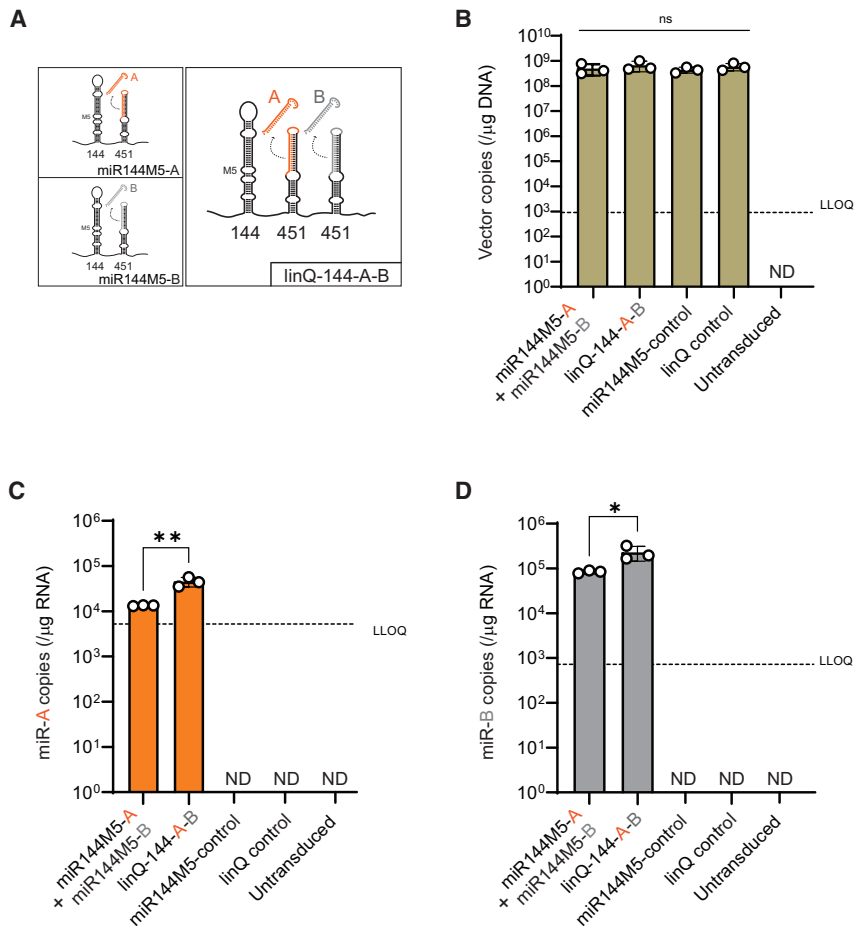 A
A
M5
144 451
miR144M5-A
B
M5
144 451
miR144M5-B
A B
M5
144 451 451
linQ-144-A-B
B
ns
Vector copies (/μg DNA)
10⁹
10⁸
10⁷
10⁶
10⁵
10⁴
10³
10²
10¹
10⁰
10¹⁰
LLOQ
ND
miR144M5-A
+ miR144M5-B
linQ-144-A-B
miR144M5-control
linQ control
Untransduced
C
miR-A copies (/μg RNA)
10⁶
10⁵
10⁴
10³
10²
10¹
10⁰
**
LLOQ
ND ND ND
miR144M5-A
+ miR144M5-B
linQ-144-A-B
miR144M5-control
linQ control
Untransduced
D
miR-B copies (/μg RNA)
10⁶
10⁵
10⁴
10³
10²
10¹
10⁰
*
LLOQ
ND ND ND
miR144M5-A
+ miR144M5-B
linQ-144-A-B
miR144M5-control
linQ control
Untransduced